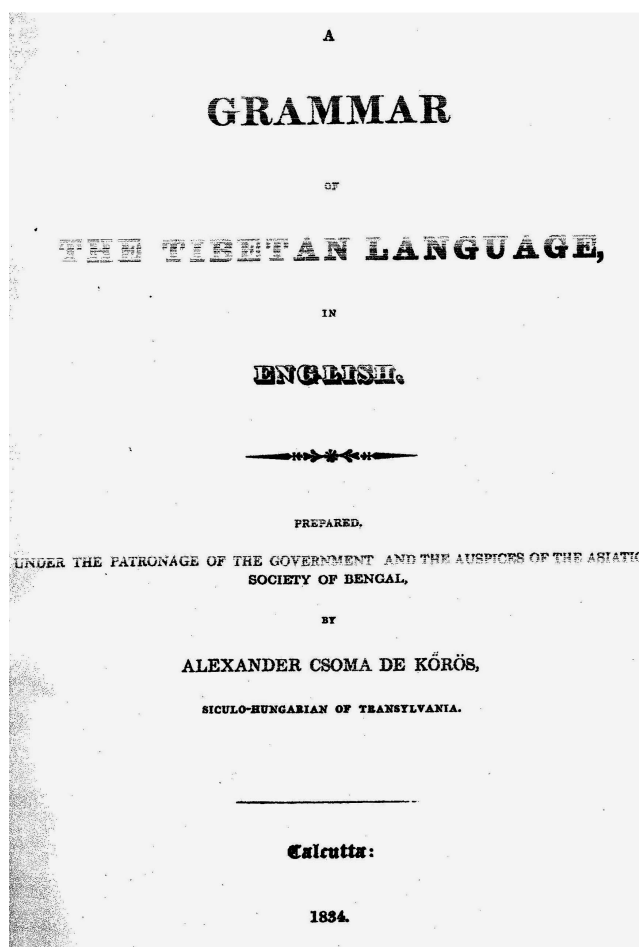 A
GRAMMAR
OF
THE TIBETAN LANGUAGE,
IN
ENGLISH.
PREPARED,
UNDER THE PATRONAGE OF THE GOVERNMENT AND THE AUSPICES OF THE ASIATIC
SOCIETY OF BENGAL,
BY
ALEXANDER CSOMA DE KŐRÖS,
SICULO-HUNGARIAN OF TRANSYLVANIA.
Calcutta:
1834.